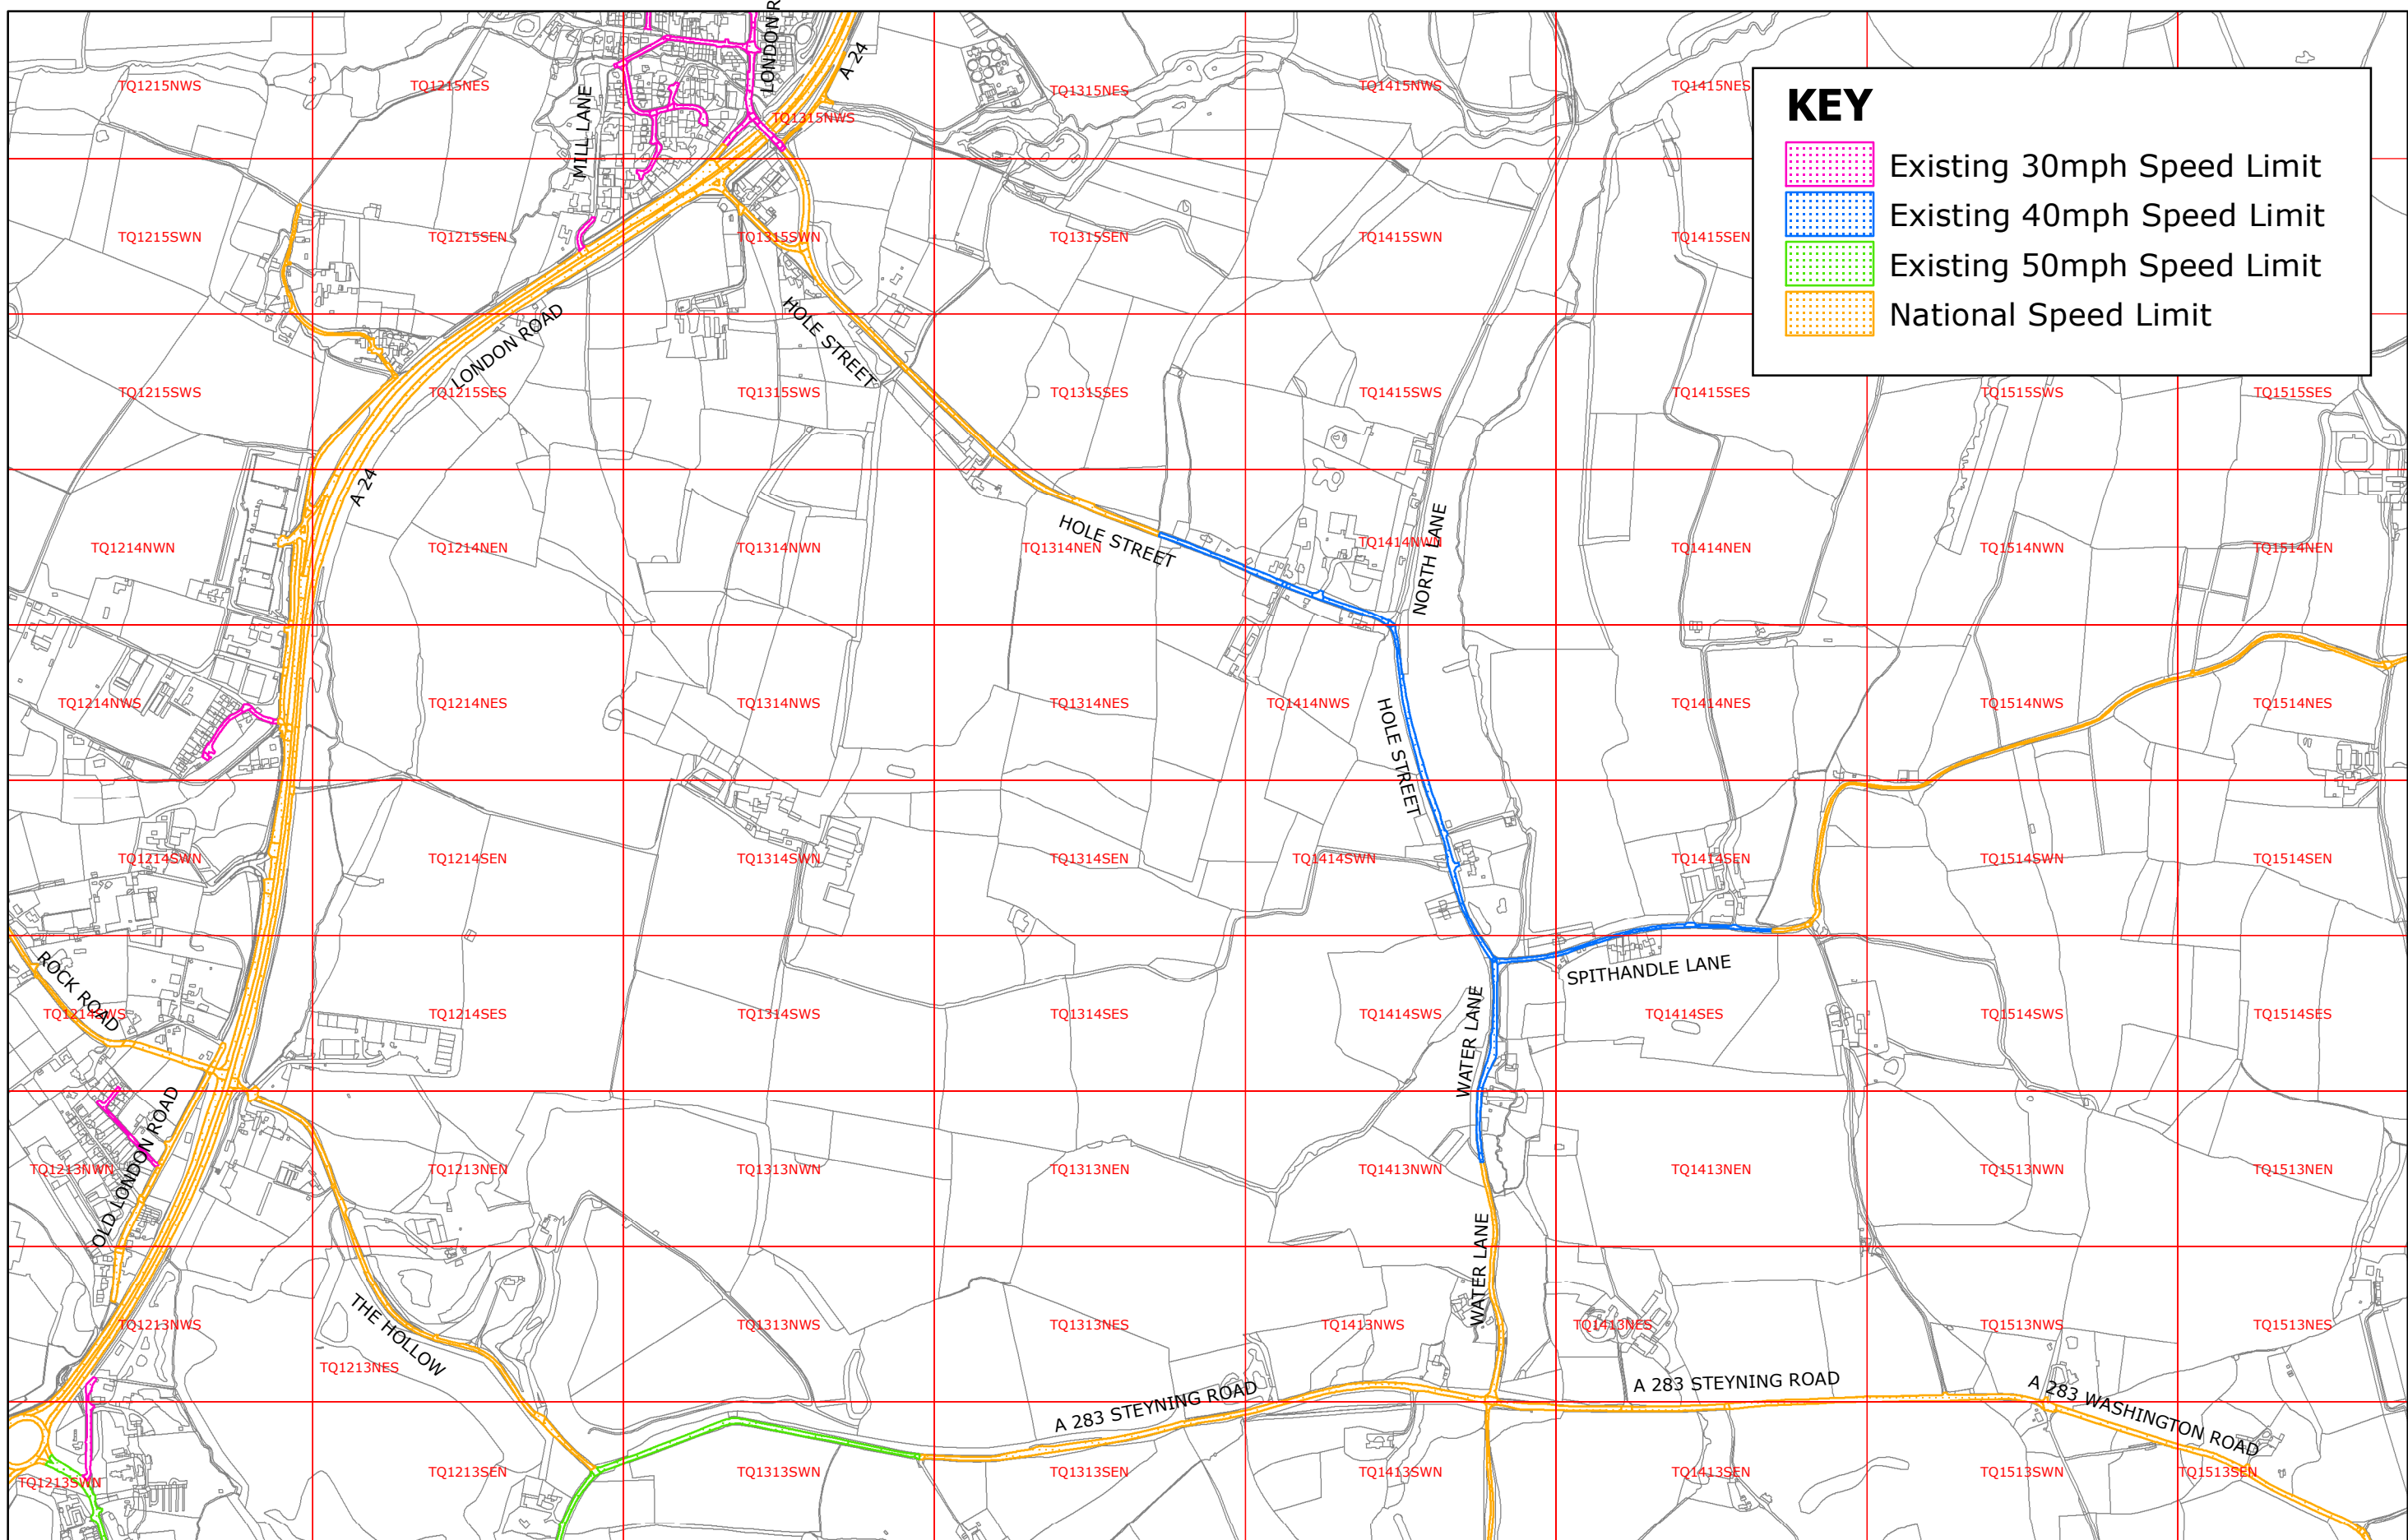 KEY
Existing 30mph Speed Limit
Existing 40mph Speed Limit
Existing 50mph Speed Limit
National Speed Limit
LONDON R
A 24
MILL LANE
TQ1215NWS
TQ1215NES
TQ1315NWS
TQ1315NES
TQ1415NWS
TQ1415NES
TQ1215SWN
TQ1215SEN
TQ1315SWN
TQ1315SEN
TQ1415SWN
TQ1415SEN
LONDON ROAD
HOLE STREET
TQ1215SWS
TQ1215SES
TQ1315SWS
TQ1315SES
TQ1415SWS
TQ1415SES
TQ1515SWS
TQ1515SES
A 24
HOLE STREET
NORTH LANE
TQ1214NWN
TQ1214NEN
TQ1314NWN
TQ1314NEN
TQ1414NWN
TQ1414NEN
TQ1514NWN
TQ1514NEN
TQ1214NWS
TQ1214NES
TQ1314NWS
TQ1314NES
TQ1414NWS
TQ1414NES
TQ1514NWS
TQ1514NES
HOLE STREET
TQ1214SWN
TQ1214SEN
TQ1314SWN
TQ1314SEN
TQ1414SWN
TQ1414SEN
TQ1514SWN
TQ1514SEN
ROCK ROAD
SPITHANDLE LANE
TQ1214SWS
TQ1214SES
TQ1314SWS
TQ1314SES
TQ1414SWS
TQ1414SES
TQ1514SWS
TQ1514SES
WATER LANE
OLD LONDON ROAD
TQ1213NWN
TQ1213NEN
TQ1313NWN
TQ1313NEN
TQ1413NWN
TQ1413NEN
TQ1513NWN
TQ1513NEN
WATER LANE
THE HOLLOW
TQ1213NWS
TQ1213NES
TQ1313NWS
TQ1313NES
TQ1413NWS
TQ1413NES
TQ1513NWS
TQ1513NES
A 283 STEYNING ROAD
A 283 STEYNING ROAD
A 283 WASHINGTON ROAD
TQ1213SWN
TQ1213SEN
TQ1313SWN
TQ1313SEN
TQ1413SWN
TQ1413SEN
TQ1513SWN
TQ1513SEN